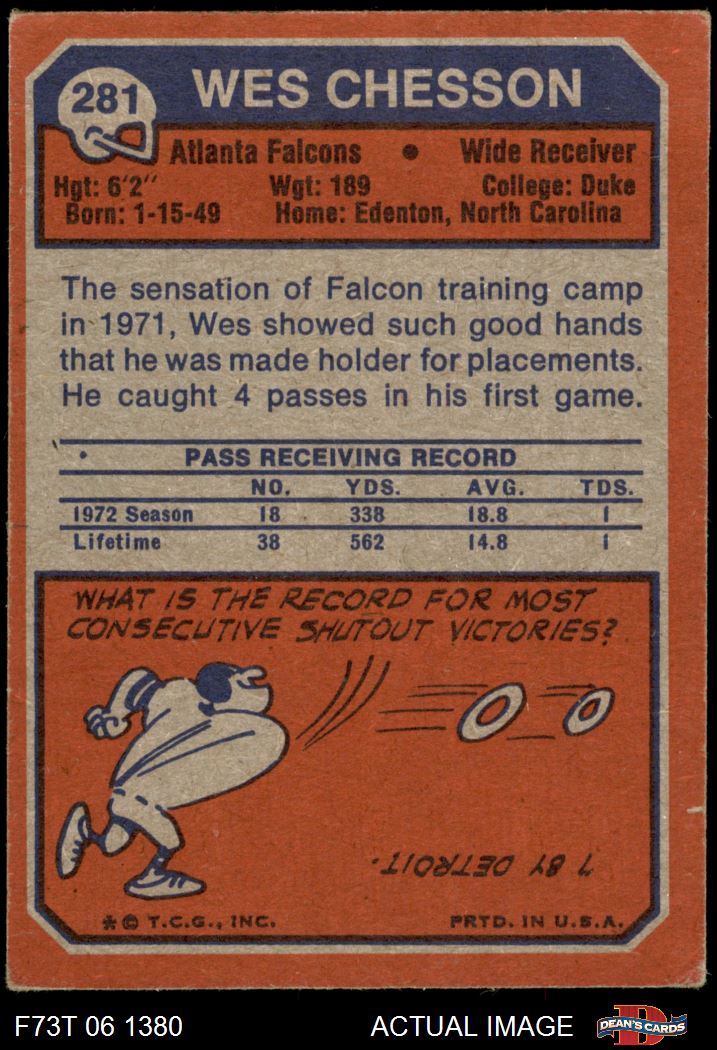 281
WES CHESSON
Atlanta Falcons • Wide Receiver
Hgt: 6'2" Wgt: 189 College: Duke
Born: 1-15-49 Home: Edenton, North Carolina
The sensation of Falcon training camp
in 1971, Wes showed such good hands
that he was made holder for placements.
He caught 4 passes in his first game.
PASS RECEIVING RECORD
NO. YDS. AVG. TDS.
1972 Season 18 338 18.8 1
Lifetime 38 562 14.8 1
WHAT IS THE RECORD FOR MOST
CONSECUTIVE SHUTOUT VICTORIES?
7 BY DETROIT.
* © T.C.G., INC. PRTD. IN U.S.A.
F73T 06 1380 ACTUAL IMAGE D DEAN'S CARDS